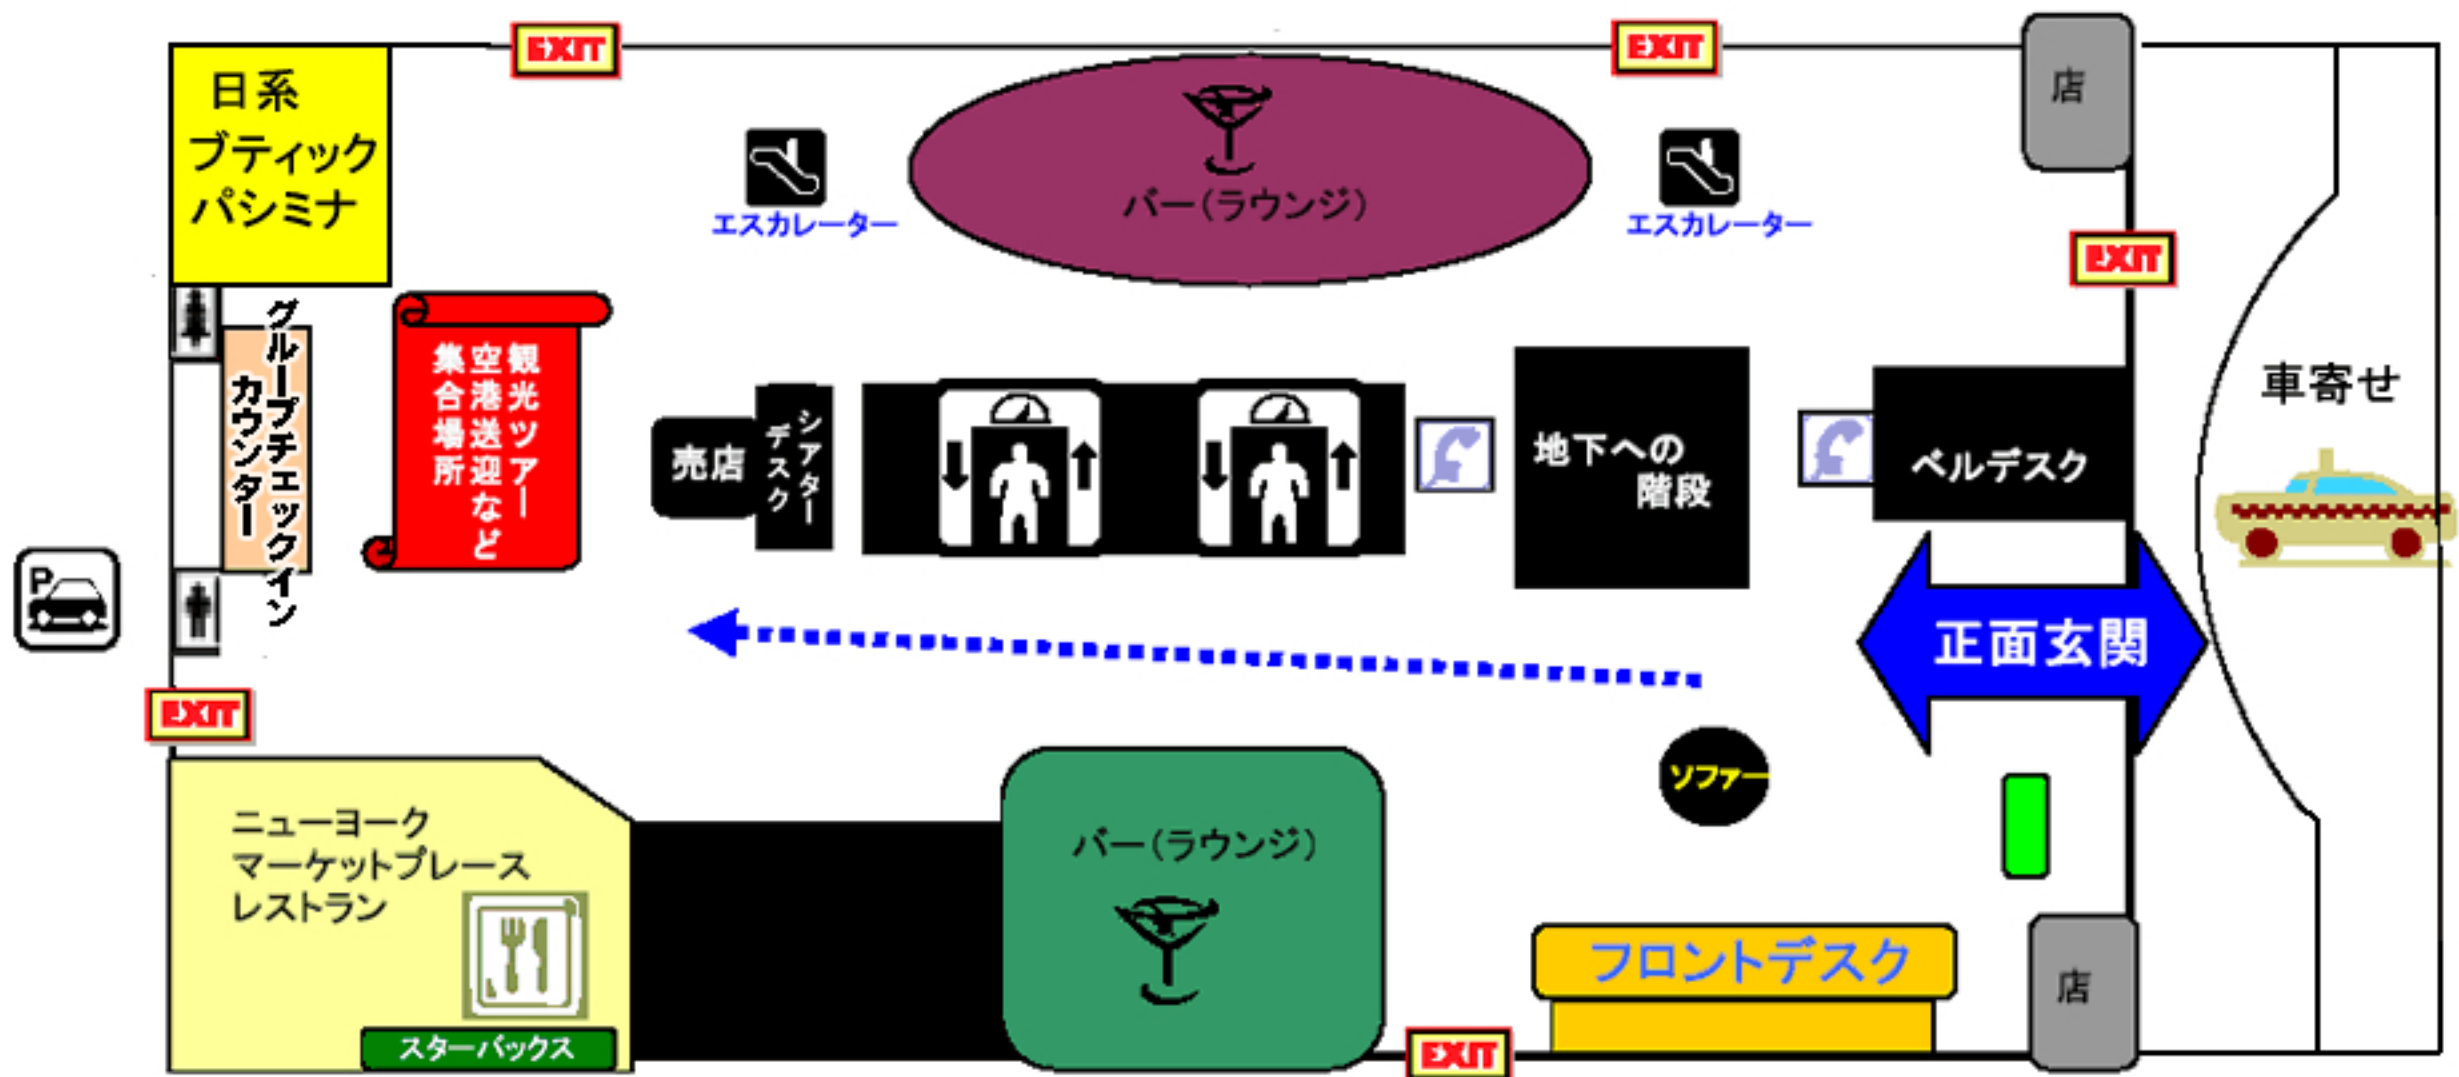 EXIT
EXIT
店
日系
ブティック
パシミナ
バー(ラウンジ)
エスカレーター
エスカレーター
EXIT
グループチェックイン
カウンター
観光ツアー
空港送迎など
集合場所
売店
シアター
デスク
地下への
階段
ベルデスク
車寄せ
P
正面玄関
EXIT
ソファー
ニューヨーク
マーケットプレース
レストラン
バー(ラウンジ)
フロントデスク
店
スターバックス
EXIT